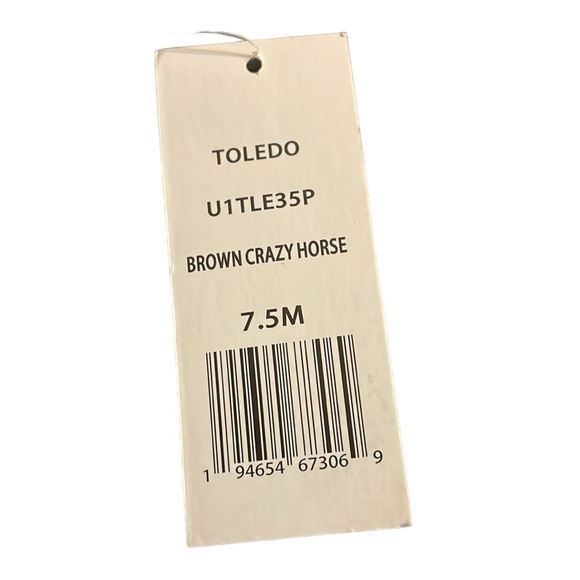 TOLEDO
U1TLE35P
BROWN CRAZY HORSE
7.5M
1 94654 67306 9